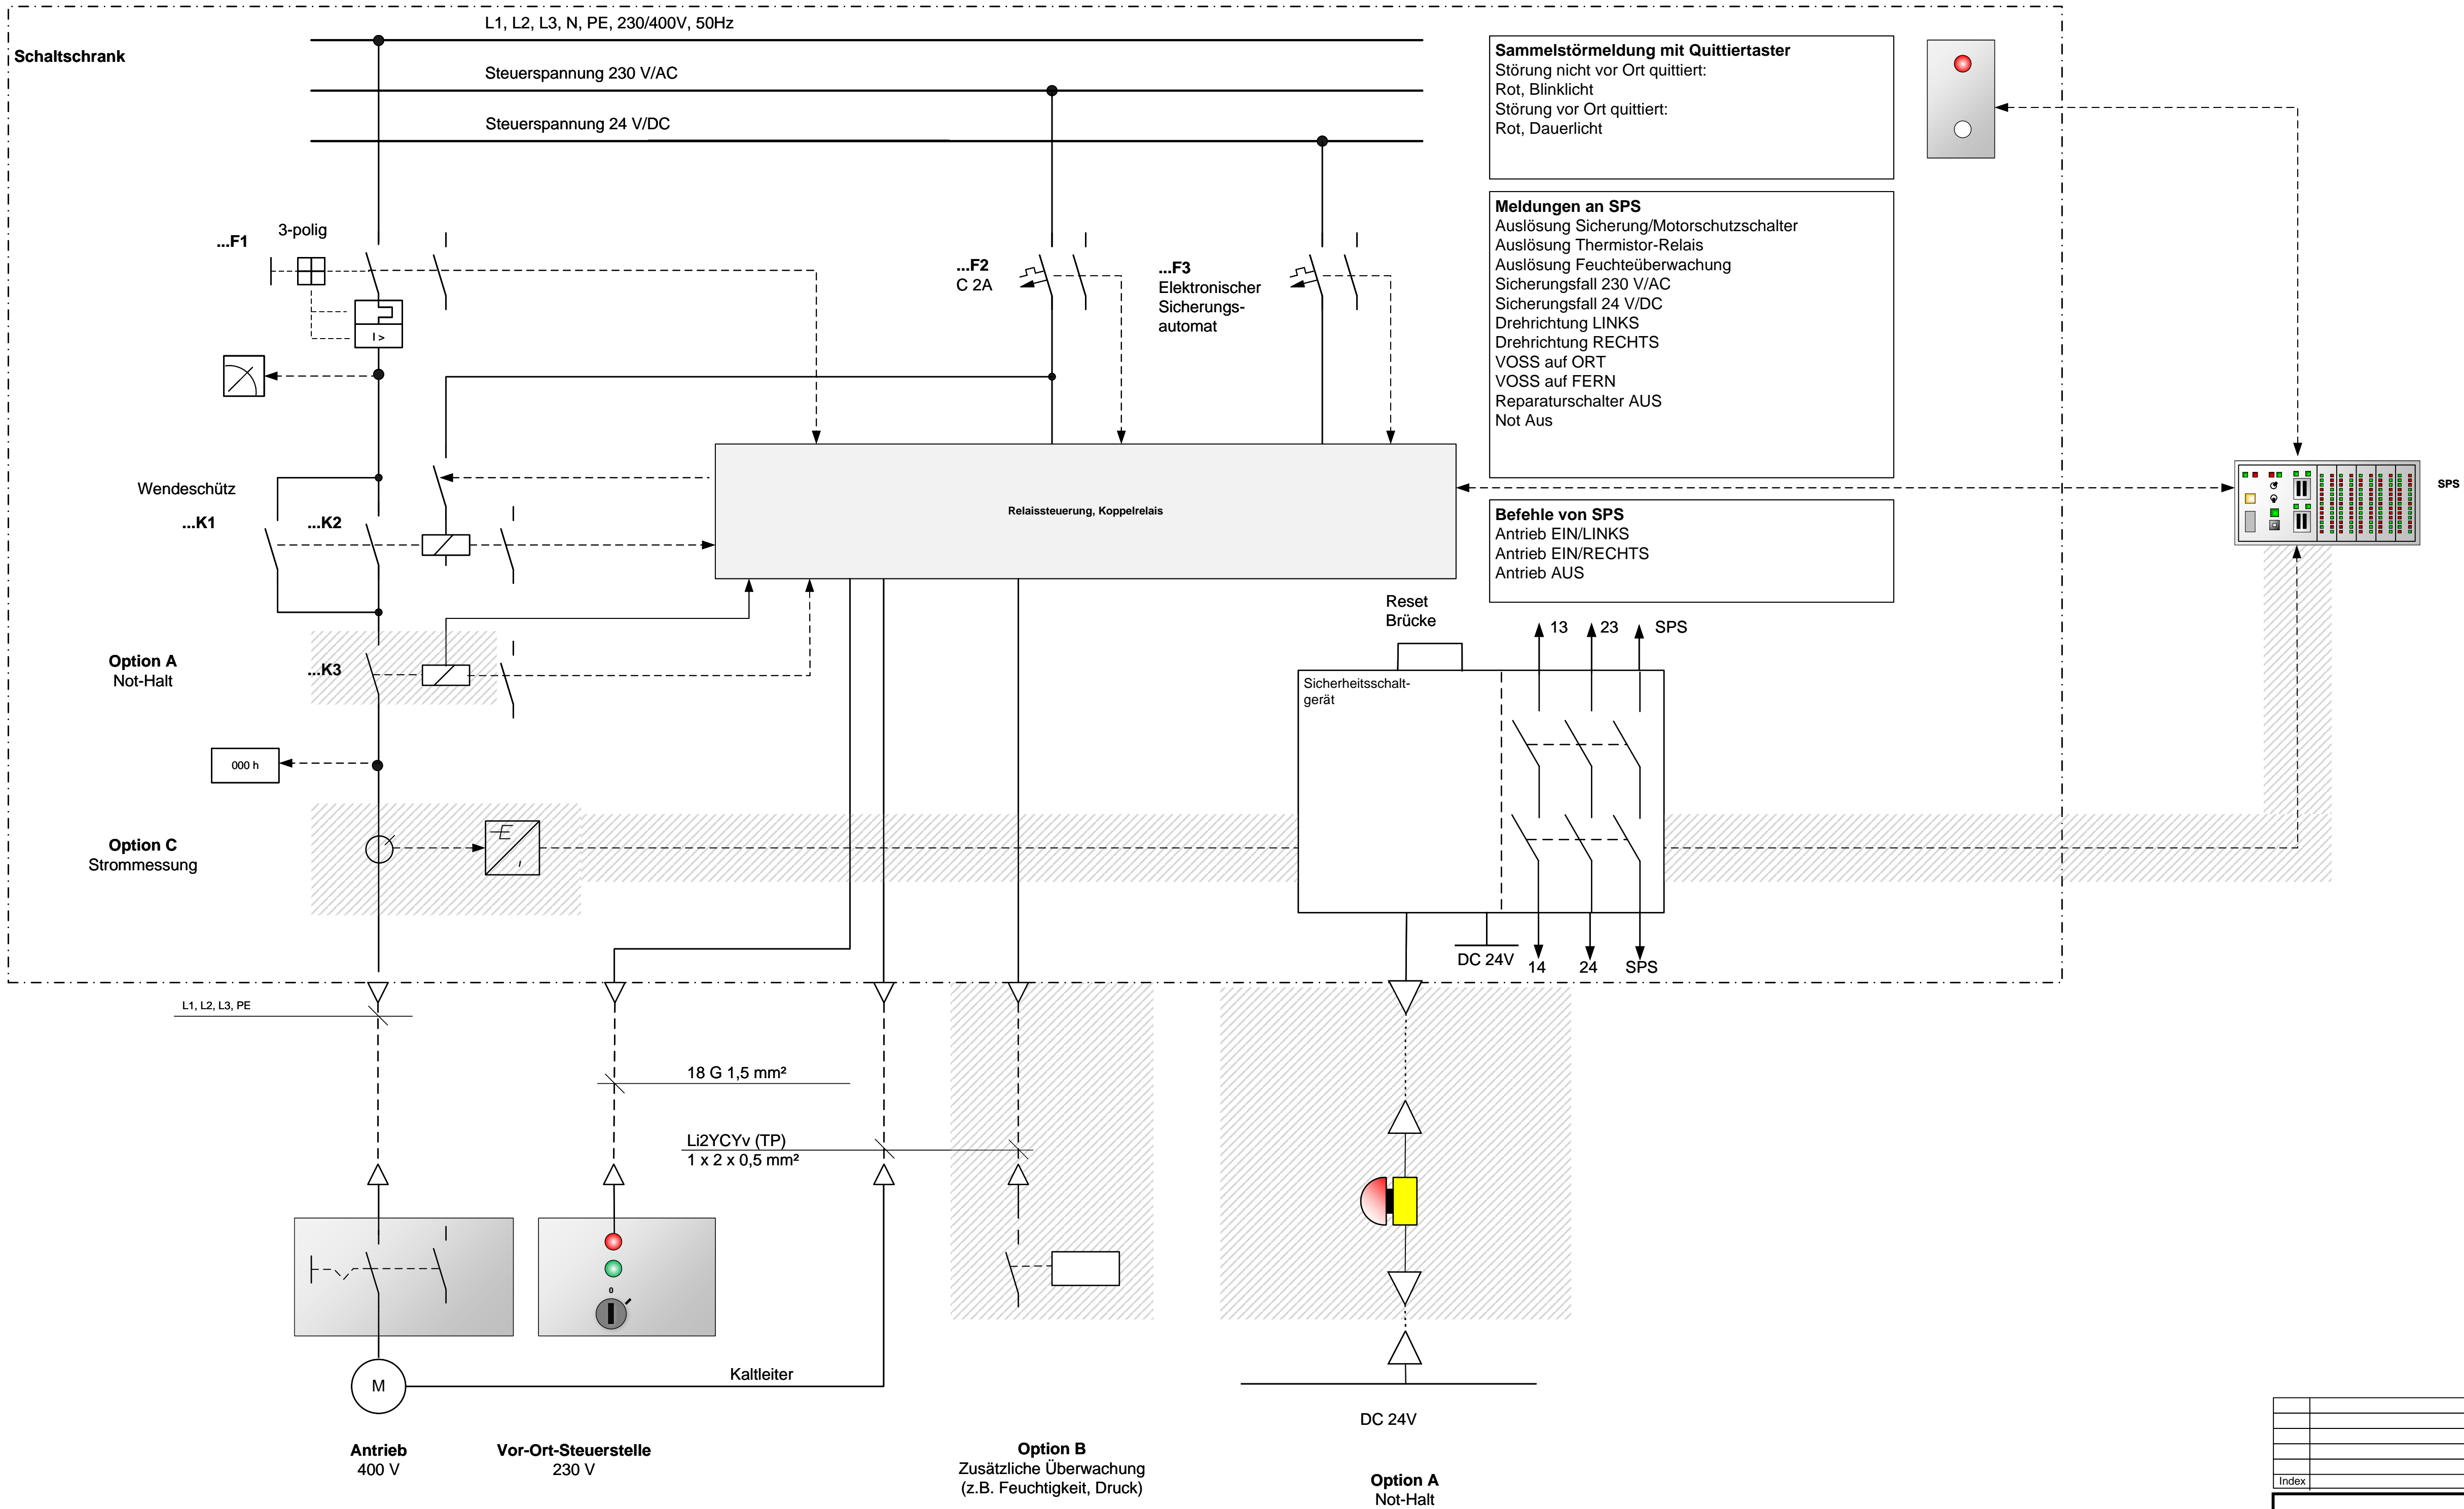 L1, L2, L3, N, PE, 230/400V, 50Hz
Schaltschrank
Steuerspannung 230 V/AC
Steuerspannung 24 V/DC
Sammelstörmeldung mit Quittiertaster
Störung nicht vor Ort quittiert:
Rot, Blinklicht
Störung vor Ort quittiert:
Rot, Dauerlicht
Meldungen an SPS
Auslösung Sicherung/Motorschutzschalter
Auslösung Thermistor-Relais
Auslösung Feuchteüberwachung
Sicherungsfall 230 V/AC
Sicherungsfall 24 V/DC
Drehrichtung LINKS
Drehrichtung RECHTS
VOSS auf ORT
VOSS auf FERN
Reparaturschalter AUS
Not Aus
3-polig
...F1
I >
...F2
C 2A
...F3
Elektronischer
Sicherungs-
automat
Wendeschütz
...K1
...K2
Relaissteuerung, Koppelrelais
SPS
Befehle von SPS
Antrieb EIN/LINKS
Antrieb EIN/RECHTS
Antrieb AUS
Reset
Brücke
13
23
SPS
Option A
Not-Halt
...K3
Sicherheitsschalt-
gerät
000 h
Option C
Strommessung
E
I
DC 24V
14
24
SPS
L1, L2, L3, PE
18 G 1,5 mm²
Li2YCYv (TP)
1 x 2 x 0,5 mm²
0
Kaltleiter
M
DC 24V
Antrieb
400 V
Vor-Ort-Steuerstelle
230 V
Option B
Zusätzliche Überwachung
(z.B. Feuchtigkeit, Druck)
Option A
Not-Halt
Index